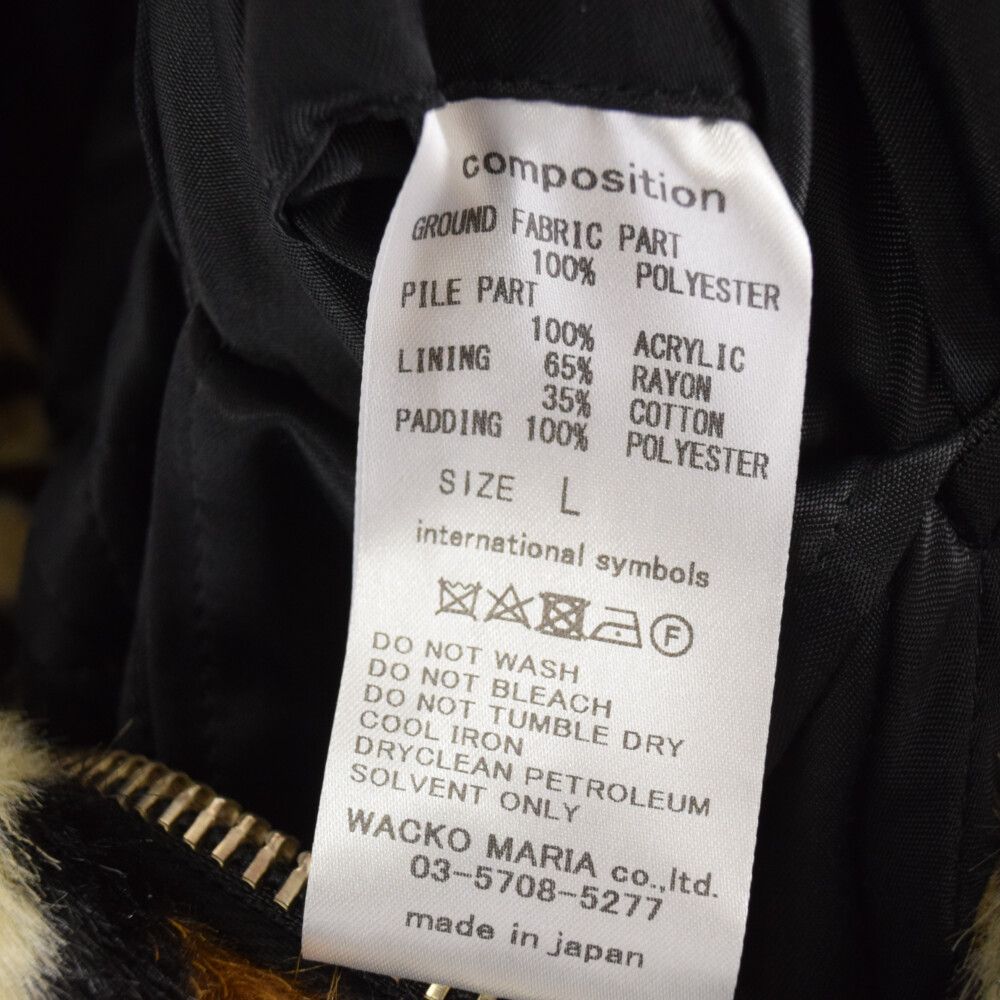 composition
GROUND FABRIC PART
100% POLYESTER
PILE PART
100% ACRYLIC
LINING 65% RAYON
35% COTTON
PADDING 100% POLYESTER
SIZE L
international symbols
F
DO NOT WASH
DO NOT BLEACH
DO NOT TUMBLE DRY
COOL IRON
DRYCLEAN PETROLEUM
SOLVENT ONLY
WACKO MARIA co.,ltd.
03-5708-5277
made in japan